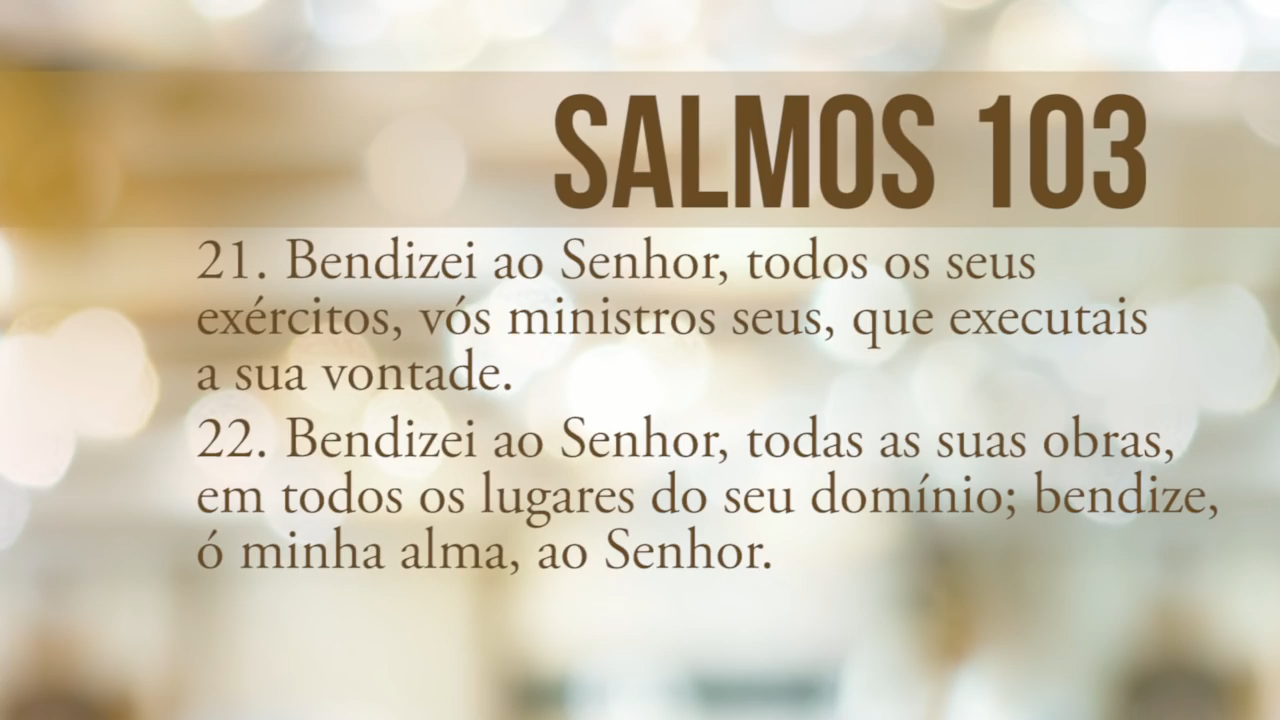 SALMOS 103
21. Bendizei ao Senhor, todos os seus
exércitos, vós ministros seus, que executais
a sua vontade.
22. Bendizei ao Senhor, todas as suas obras,
em todos os lugares do seu domínio; bendize,
ó minha alma, ao Senhor.